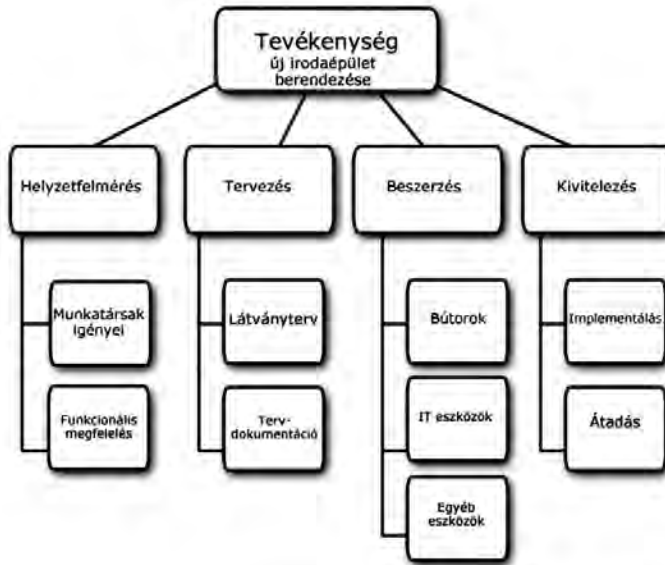 Tevékenység
új irodaépület
berendezése
Helyzetfelmérés
Tervezés
Beszerzés
Kivitelezés
Munkatársak
igényei
Funkcionális
megfelelés
Látványterv
Terv-
dokumentáció
Bútorok
IT eszközök
Egyéb
eszközök
Implementálás
Átadás